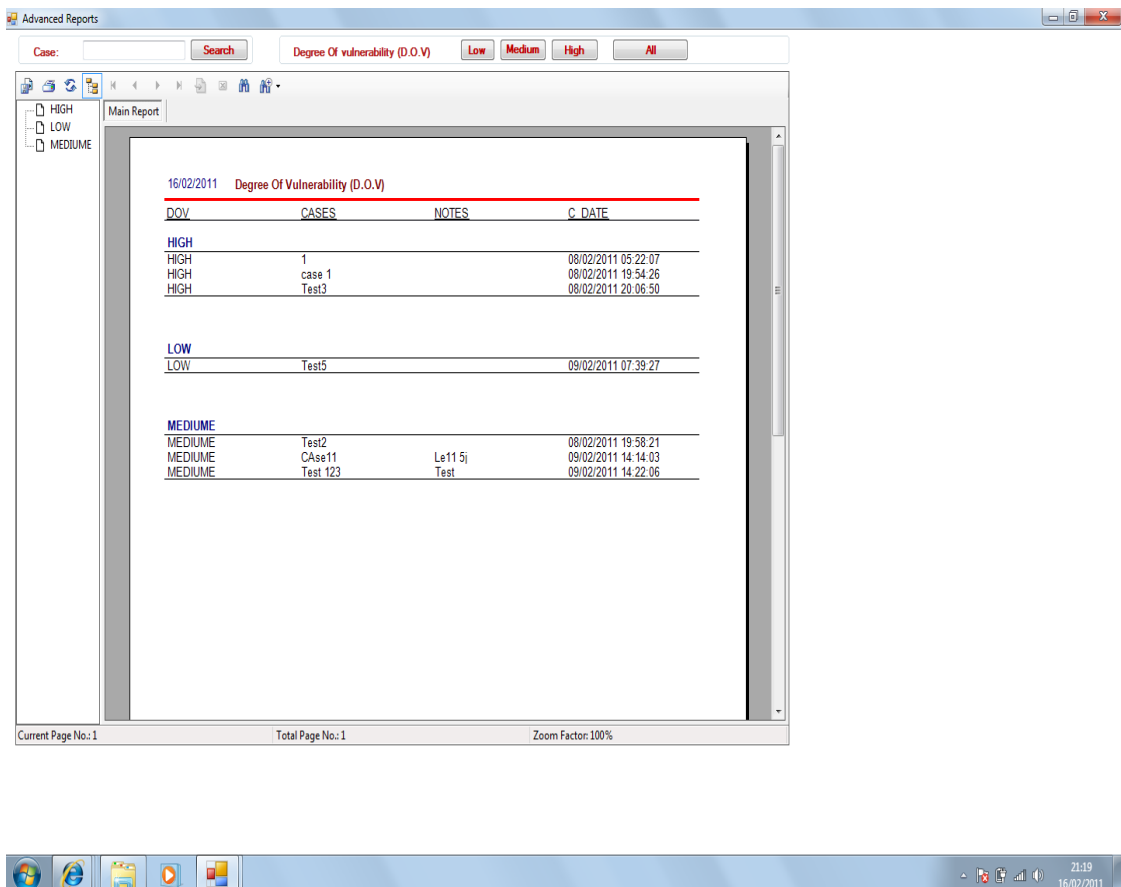 Advanced Reports
Case: Search Degree Of vulnerability (D.O.V) Low Medium High All
HIGH
LOW
MEDIUME
Main Report
16/02/2011 Degree Of Vulnerability (D.O.V)
DOV CASES NOTES C_DATE
HIGH
HIGH 1 08/02/2011 05:22:07
HIGH case 1 08/02/2011 19:54:26
HIGH Test3 08/02/2011 20:06:50
LOW
LOW Test5 09/02/2011 07:39:27
MEDIUME
MEDIUME Test2 08/02/2011 19:58:21
MEDIUME CAse11 Le11 5j 09/02/2011 14:14:03
MEDIUME Test 123 Test 09/02/2011 14:22:06
Current Page No.: 1 Total Page No.: 1 Zoom Factor: 100%
21:19
16/02/2011